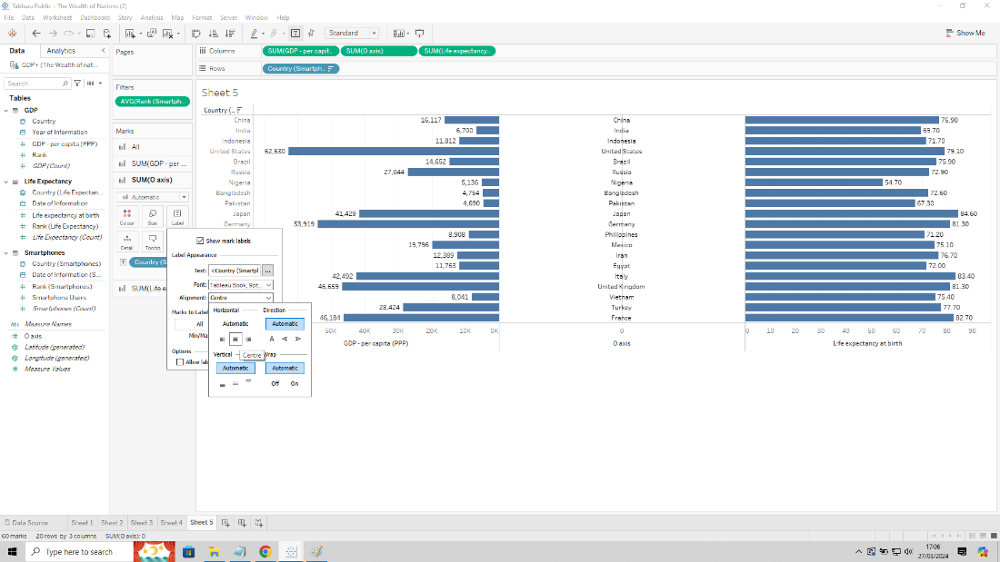 Tableau Public - The Wealth of Nations (2)
File Data Worksheet Dashboard Story Analysis Map Format Server Window Help
Standard
Show Me
Data Analytics
GDP+ (The Wealth of nat...
Search
Tables
GDP
Country
Year of Information
GDP - per capita (PPP)
Rank
GDP (Count)
Life Expectancy
Country (Life Expectan...
Date of Information
Life expectancy at birth
Rank (Life Expectancy)
Life Expectancy (Count)
Smartphones
Country (Smartphones)
Date of Information (S...
Rank (Smartphones)
Smartphone Users
Smartphones (Count)
Abc Measure Names
O axis
Latitude (generated)
Longitude (generated)
Measure Values
Pages
Filters
AVG(Rank (Smartph..
Marks
All
SUM(GDP - per ...
SUM(O axis)
Automatic
Colour Size Label
Detail Tooltip
Country (S
SUM(Life e
Columns SUM(GDP - per capit.. SUM(O axis) SUM(Life expectancy..
Rows Country (Smartph..
Sheet 5
Country (..
China 16,117 China 76.90
India 6,700 India 69.70
Indonesia 11,812 Indonesia 71.70
United States 62,530 United States 79.10
Brazil 14,652 Brazil 75.90
Russia 27,044 Russia 72.90
Nigeria 5,136 Nigeria 54.70
Bangladesh 4,754 Bangladesh 72.60
Pakistan 4,690 Pakistan 67.30
Japan 41,429 Japan 84.60
Germany 53,919 Germany 81.30
8,908 Philippines 71.20
19,796 Mexico 75.10
12,389 Iran 76.70
11,763 Egypt 72.00
42,492 Italy 83.40
46,659 United Kingdom 81.30
8,041 Vietnam 75.40
28,424 Turkey 77.70
46,184 France 82.70
50K 40K 30K 20K 10K 0K 0 0 10 20 30 40 50 60 70 80 90
GDP - per capita (PPP) O axis Life expectancy at birth
Show mark labels
Label Appearance
Text: <Country (Smartpl ...
Font: Tableau Book, 9pt...
Alignment: Centre
Marks to Label
All
Min/Ma
Options
Allow lab
Horizontal Direction
Automatic Automatic
A A A
Vertical Wrap
Centre
Automatic Automatic
Off On
Data Source Sheet 1 Sheet 2 Sheet 3 Sheet 4 Sheet 5
60 marks 20 rows by 3 columns SUM(O axis): 0
Type here to search
17:06
27/03/2024